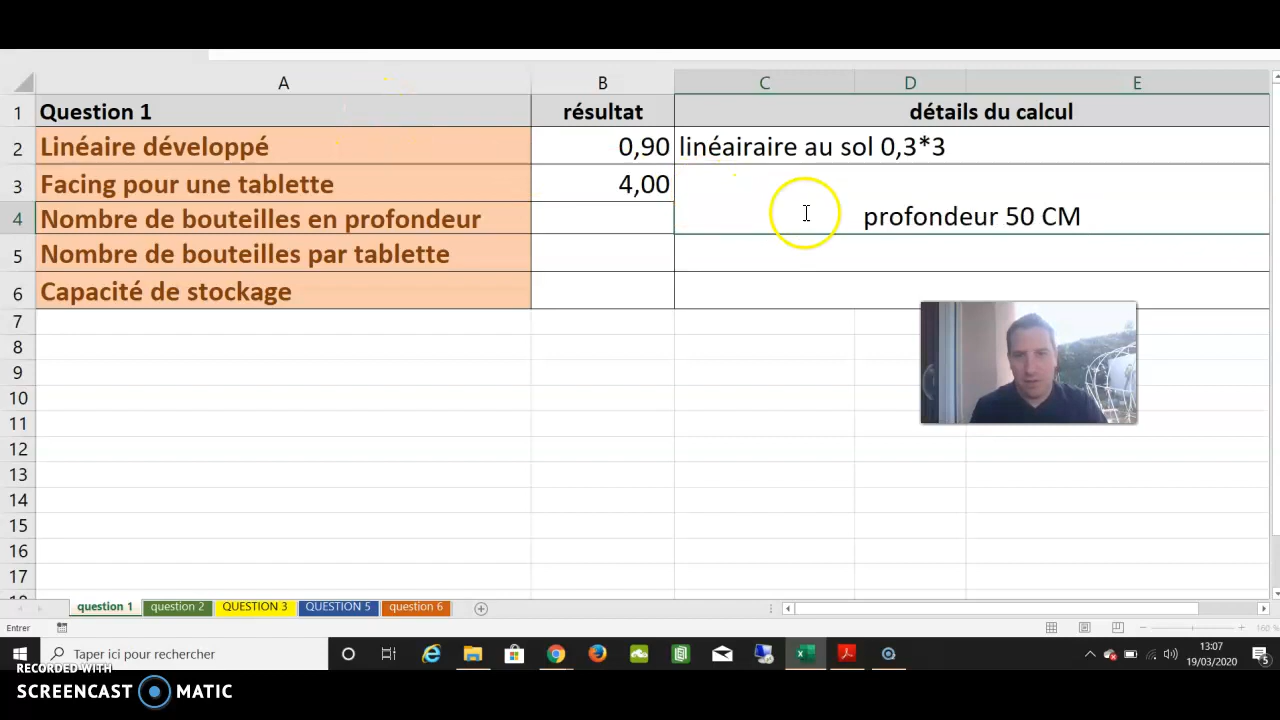 A B C D E
1 Question 1 résultat détails du calcul
2 Linéaire développé 0,90 linéairaire au sol 0,3*3
3 Facing pour une tablette 4,00
4 Nombre de bouteilles en profondeur profondeur 50 CM
5 Nombre de bouteilles par tablette
6 Capacité de stockage
7
8
9
10
11
12
13
14
15
16
17
question 1 question 2 QUESTION 3 QUESTION 5 question 6
Entrer 160 %
Taper ici pour rechercher 13:07
19/03/2020 5
RECORDED WITH
SCREENCAST MATIC